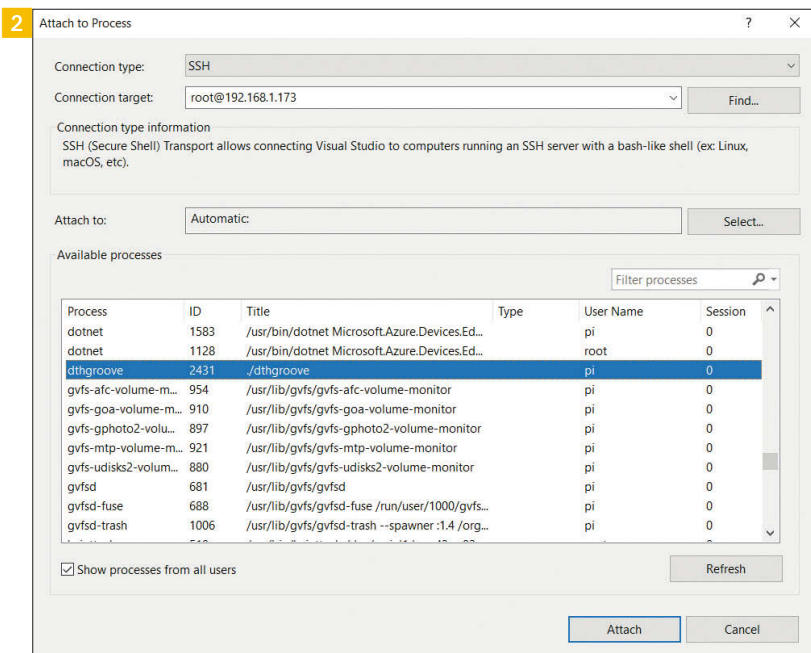 2
Attach to Process ? ×
Connection type: SSH
Connection target: root@192.168.1.173 Find...
Connection type information
SSH (Secure Shell) Transport allows connecting Visual Studio to computers running an SSH server with a bash-like shell (ex: Linux,
macOS, etc).
Attach to: Automatic: Select...
Available processes
Filter processes
Process ID Title Type User Name Session
dotnet 1583 /usr/bin/dotnet Microsoft.Azure.Devices.Ed... pi 0
dotnet 1128 /usr/bin/dotnet Microsoft.Azure.Devices.Ed... root 0
dthgroove 2431 ./dthgroove pi 0
gvfs-afc-volume-m... 954 /usr/lib/gvfs/gvfs-afc-volume-monitor pi 0
gvfs-goa-volume-m... 910 /usr/lib/gvfs/gvfs-goa-volume-monitor pi 0
gvfs-gphoto2-volu... 897 /usr/lib/gvfs/gvfs-gphoto2-volume-monitor pi 0
gvfs-mtp-volume-m... 921 /usr/lib/gvfs/gvfs-mtp-volume-monitor pi 0
gvfs-udisks2-volum... 880 /usr/lib/gvfs/gvfs-udisks2-volume-monitor pi 0
gvfsd 681 /usr/lib/gvfs/gvfsd pi 0
gvfsd-fuse 688 /usr/lib/gvfs/gvfsd-fuse /run/user/1000/gvfs... pi 0
gvfsd-trash 1006 /usr/lib/gvfs/gvfsd-trash --spawner :1.4 /org... pi 0
Show processes from all users Refresh
Attach Cancel